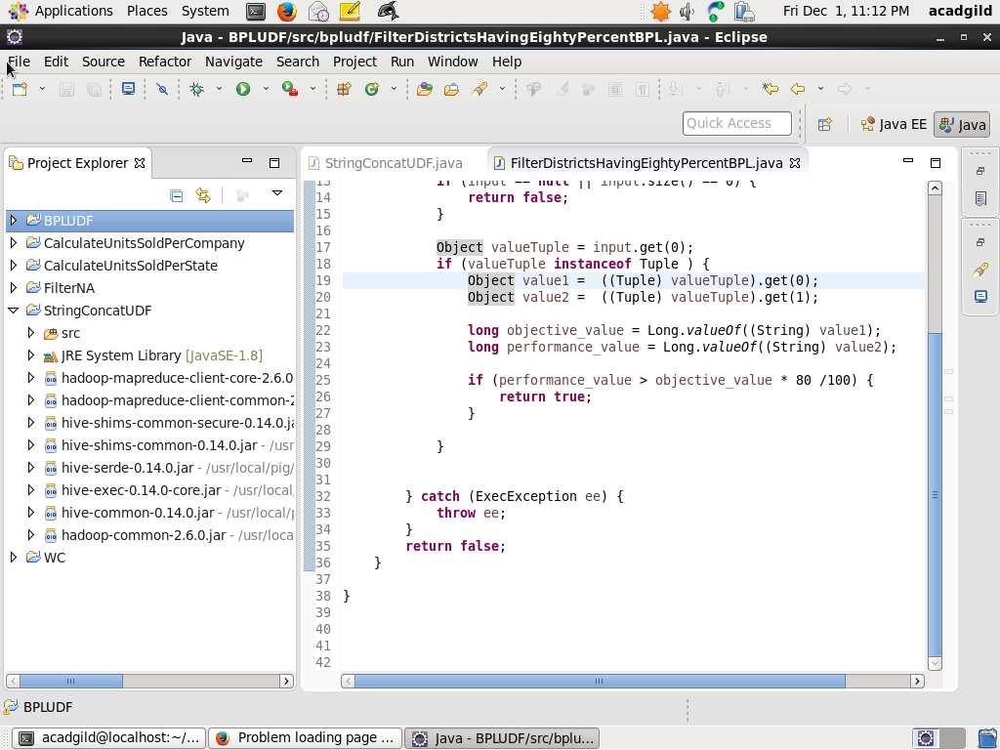 Applications Places System Fri Dec 1, 11:12 PM acadgild
Java - BPLUDF/src/bpludf/FilterDistrictsHavingEightyPercentBPL.java - Eclipse
File Edit Source Refactor Navigate Search Project Run Window Help
Quick Access Java EE Java
Project Explorer
BPLUDF
CalculateUnitsSoldPerCompany
CalculateUnitsSoldPerState
FilterNA
StringConcatUDF
src
JRE System Library [JavaSE-1.8]
hadoop-mapreduce-client-core-2.6.0
hadoop-mapreduce-client-common-2
hive-shims-common-secure-0.14.0.ja
hive-shims-common-0.14.0.jar - /usr
hive-serde-0.14.0.jar - /usr/local/pig/
hive-exec-0.14.0-core.jar - /usr/local/
hive-common-0.14.0.jar - /usr/local/p
hadoop-common-2.6.0.jar - /usr/loca
WC
StringConcatUDF.java FilterDistrictsHavingEightyPercentBPL.java
13 if (input == null || input.size() == 0) {
14 return false;
15 }
16
17 Object valueTuple = input.get(0);
18 if (valueTuple instanceof Tuple ) {
19 Object value1 = ((Tuple) valueTuple).get(0);
20 Object value2 = ((Tuple) valueTuple).get(1);
21
22 long objective_value = Long.valueOf((String) value1);
23 long performance_value = Long.valueOf((String) value2);
24
25 if (performance_value > objective_value * 80 /100) {
26 return true;
27 }
28
29 }
30
31
32 } catch (ExecException ee) {
33 throw ee;
34 }
35 return false;
36 }
37
38 }
39
40
41
42
BPLUDF
acadgild@localhost:~/... Problem loading page ... Java - BPLUDF/src/bplu...